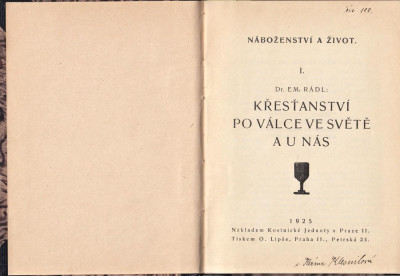 NÁBOŽENSTVÍ A ŽIVOT.
I.
Dr. EM. RÁDL:
KŘESŤANSTVÍ
PO VÁLCE VE SVĚTĚ
A U NÁS
1925
Nákladem Kostnické Jednoty v Praze II.
Tiskem O. Lípše, Praha II., Petrská 23.